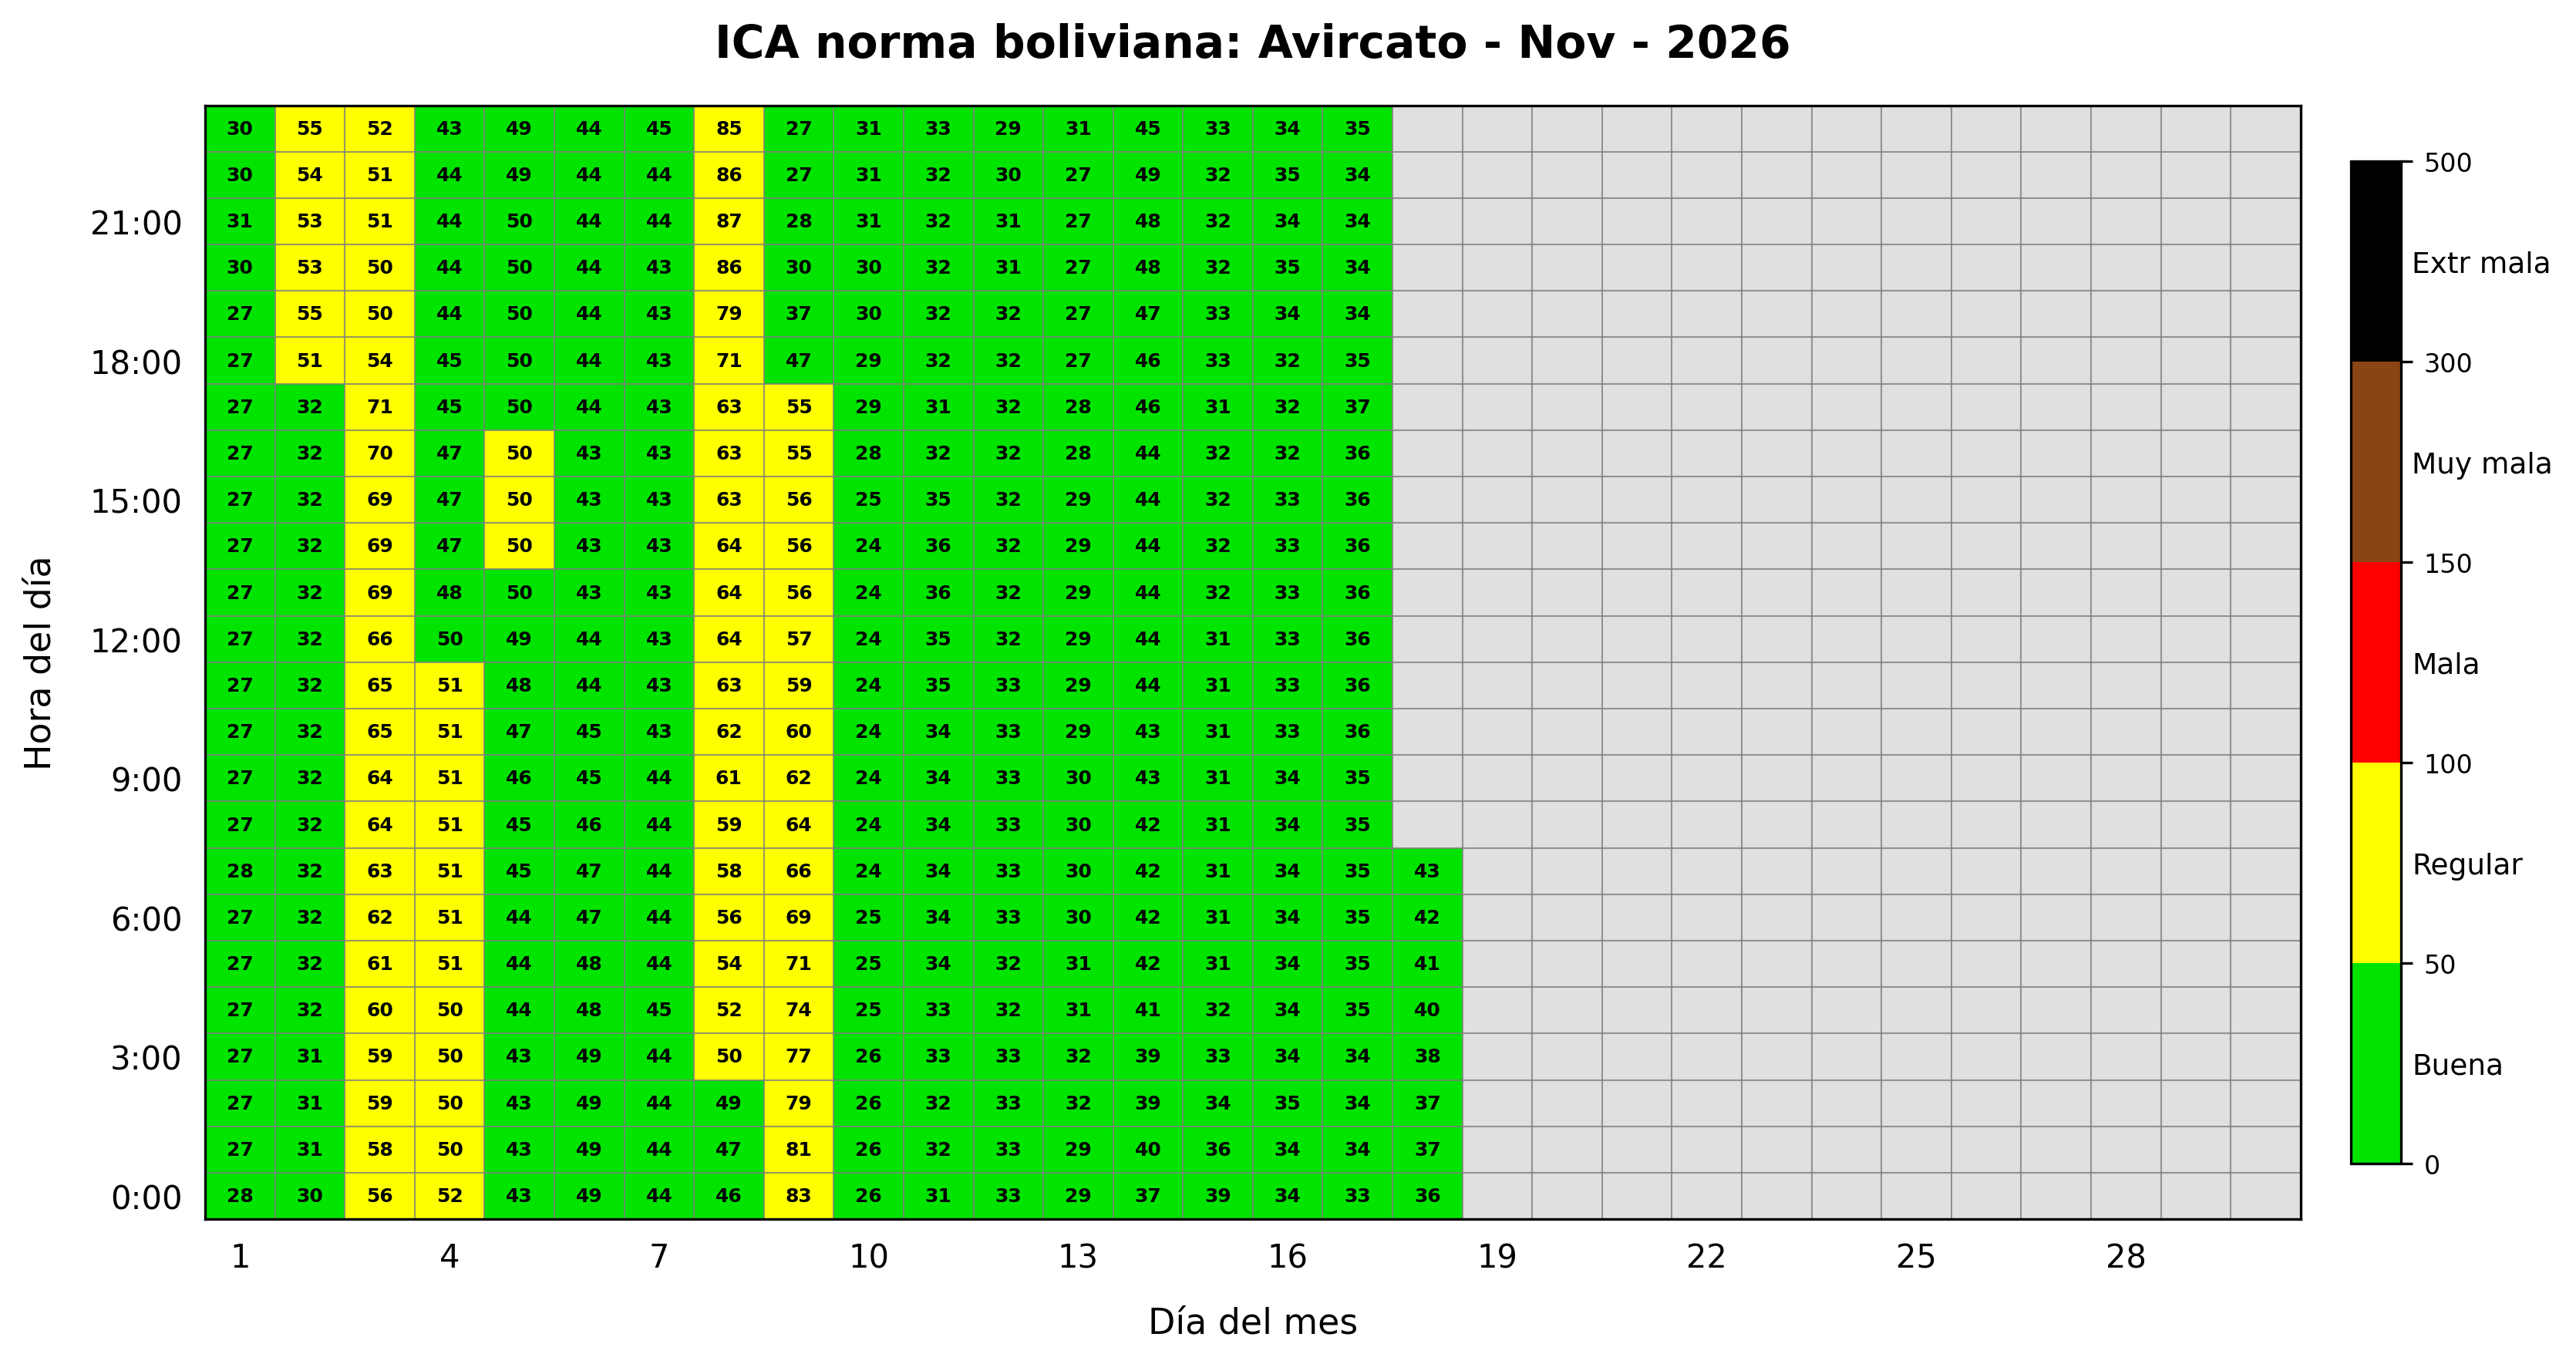 ICA norma boliviana: Avircato - Nov - 2026
30 55 52 43 49 44 45 85 27 31 33 29 31 45 33 34 35
30 54 51 44 49 44 44 86 27 31 32 30 27 49 32 35 34
21:00 31 53 51 44 50 44 44 87 28 31 32 31 27 48 32 34 34
30 53 50 44 50 44 43 86 30 30 32 31 27 48 32 35 34
27 55 50 44 50 44 43 79 37 30 32 32 27 47 33 34 34
18:00 27 51 54 45 50 44 43 71 47 29 32 32 27 46 33 32 35
27 32 71 45 50 44 43 63 55 29 31 32 28 46 31 32 37
27 32 70 47 50 43 43 63 55 28 32 32 28 44 32 32 36
15:00 27 32 69 47 50 43 43 63 56 25 35 32 29 44 32 33 36
27 32 69 47 50 43 43 64 56 24 36 32 29 44 32 33 36
27 32 69 48 50 43 43 64 56 24 36 32 29 44 32 33 36
12:00 27 32 66 50 49 44 43 64 57 24 35 32 29 44 31 33 36
27 32 65 51 48 44 43 63 59 24 35 33 29 44 31 33 36
27 32 65 51 47 45 43 62 60 24 34 33 29 43 31 33 36
9:00 27 32 64 51 46 45 44 61 62 24 34 33 30 43 31 34 35
27 32 64 51 45 46 44 59 64 24 34 33 30 42 31 34 35
28 32 63 51 45 47 44 58 66 24 34 33 30 42 31 34 35 43
6:00 27 32 62 51 44 47 44 56 69 25 34 33 30 42 31 34 35 42
27 32 61 51 44 48 44 54 71 25 34 32 31 42 31 34 35 41
27 32 60 50 44 48 45 52 74 25 33 32 31 41 32 34 35 40
3:00 27 31 59 50 43 49 44 50 77 26 33 33 32 39 33 34 34 38
27 31 59 50 43 49 44 49 79 26 32 33 32 39 34 35 34 37
27 31 58 50 43 49 44 47 81 26 32 33 29 40 36 34 34 37
0:00 28 30 56 52 43 49 44 46 83 26 31 33 29 37 39 34 33 36
1 4 7 10 13 16 19 22 25 28
Día del mes
Hora del día
500
Extr mala
300
Muy mala
150
Mala
100
Regular
50
Buena
0